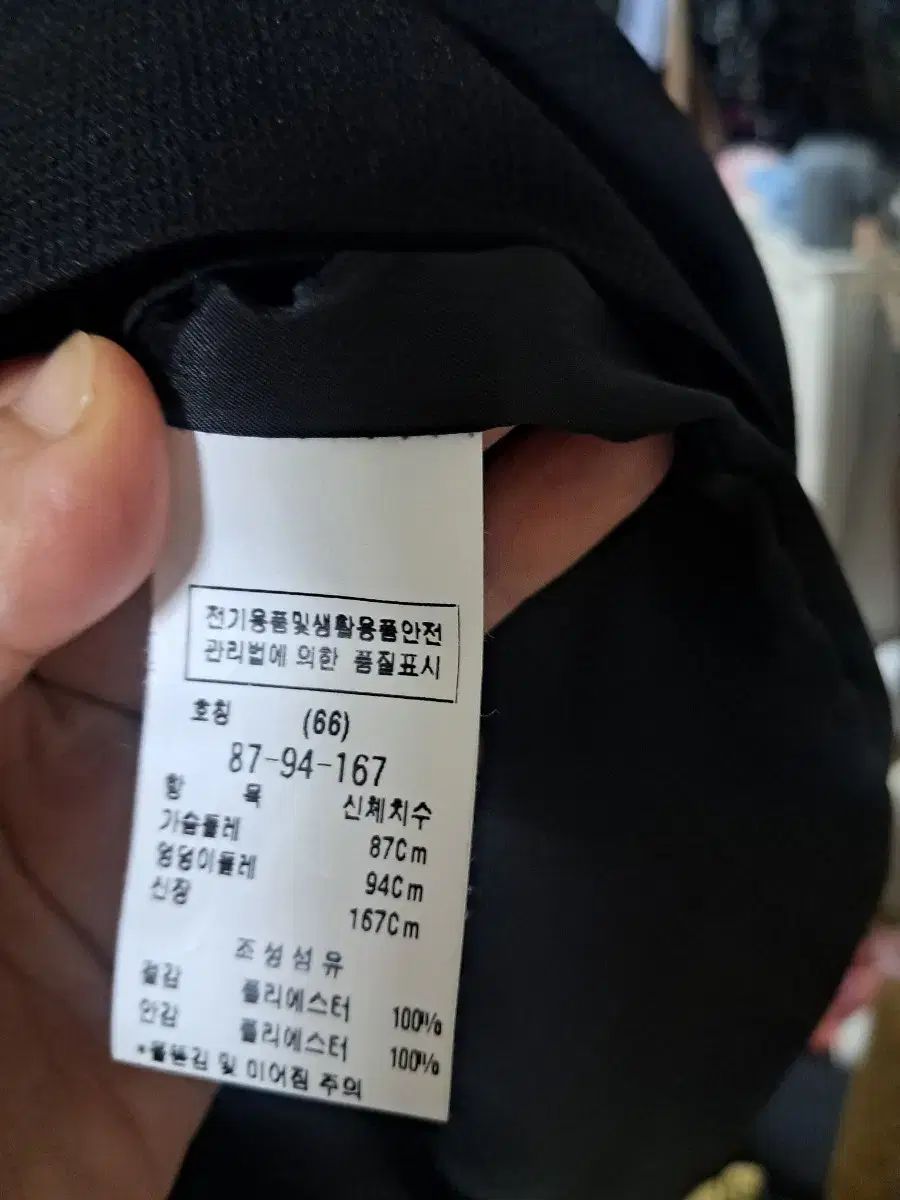 전기용품및생활용품안전
관리법에 의한 품질표시
호칭 (66)
87-94-167
항 목 신체치수
가슴둘레 87Cm
엉덩이둘레 94Cm
신장 167Cm
조성섬유
겉감 폴리에스터 100%
안감 폴리에스터 100%
*올뜯김 및 미어짐 주의